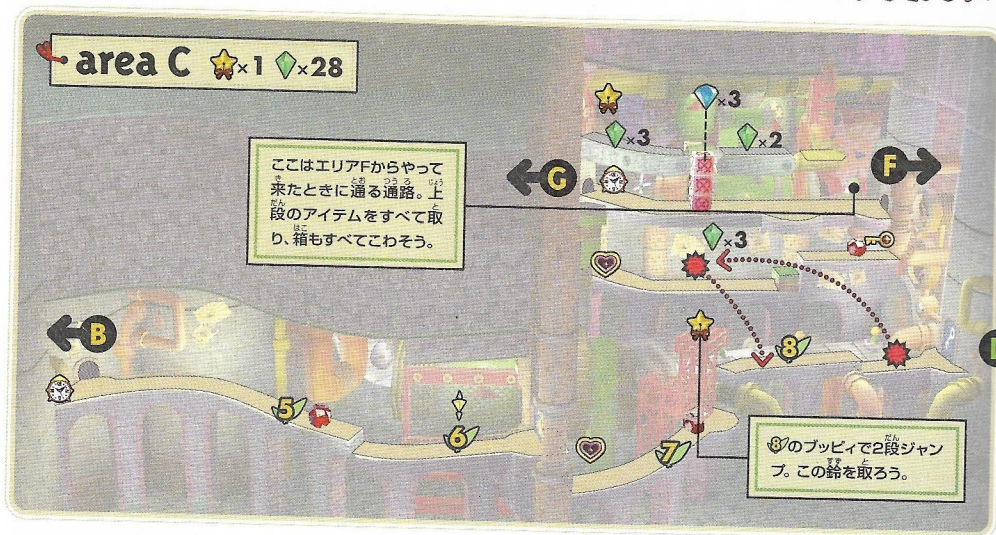 area C ×1 ×28
×3
×3
×2
ここはエリアFからやって
来たときに通る通路。上
段のアイテムをすべて取
り、箱もすべてこわそう。
G
F
×3
B
8
5
6
7
⑧のブッピィで2段ジャン
プ。この鈴を取ろう。